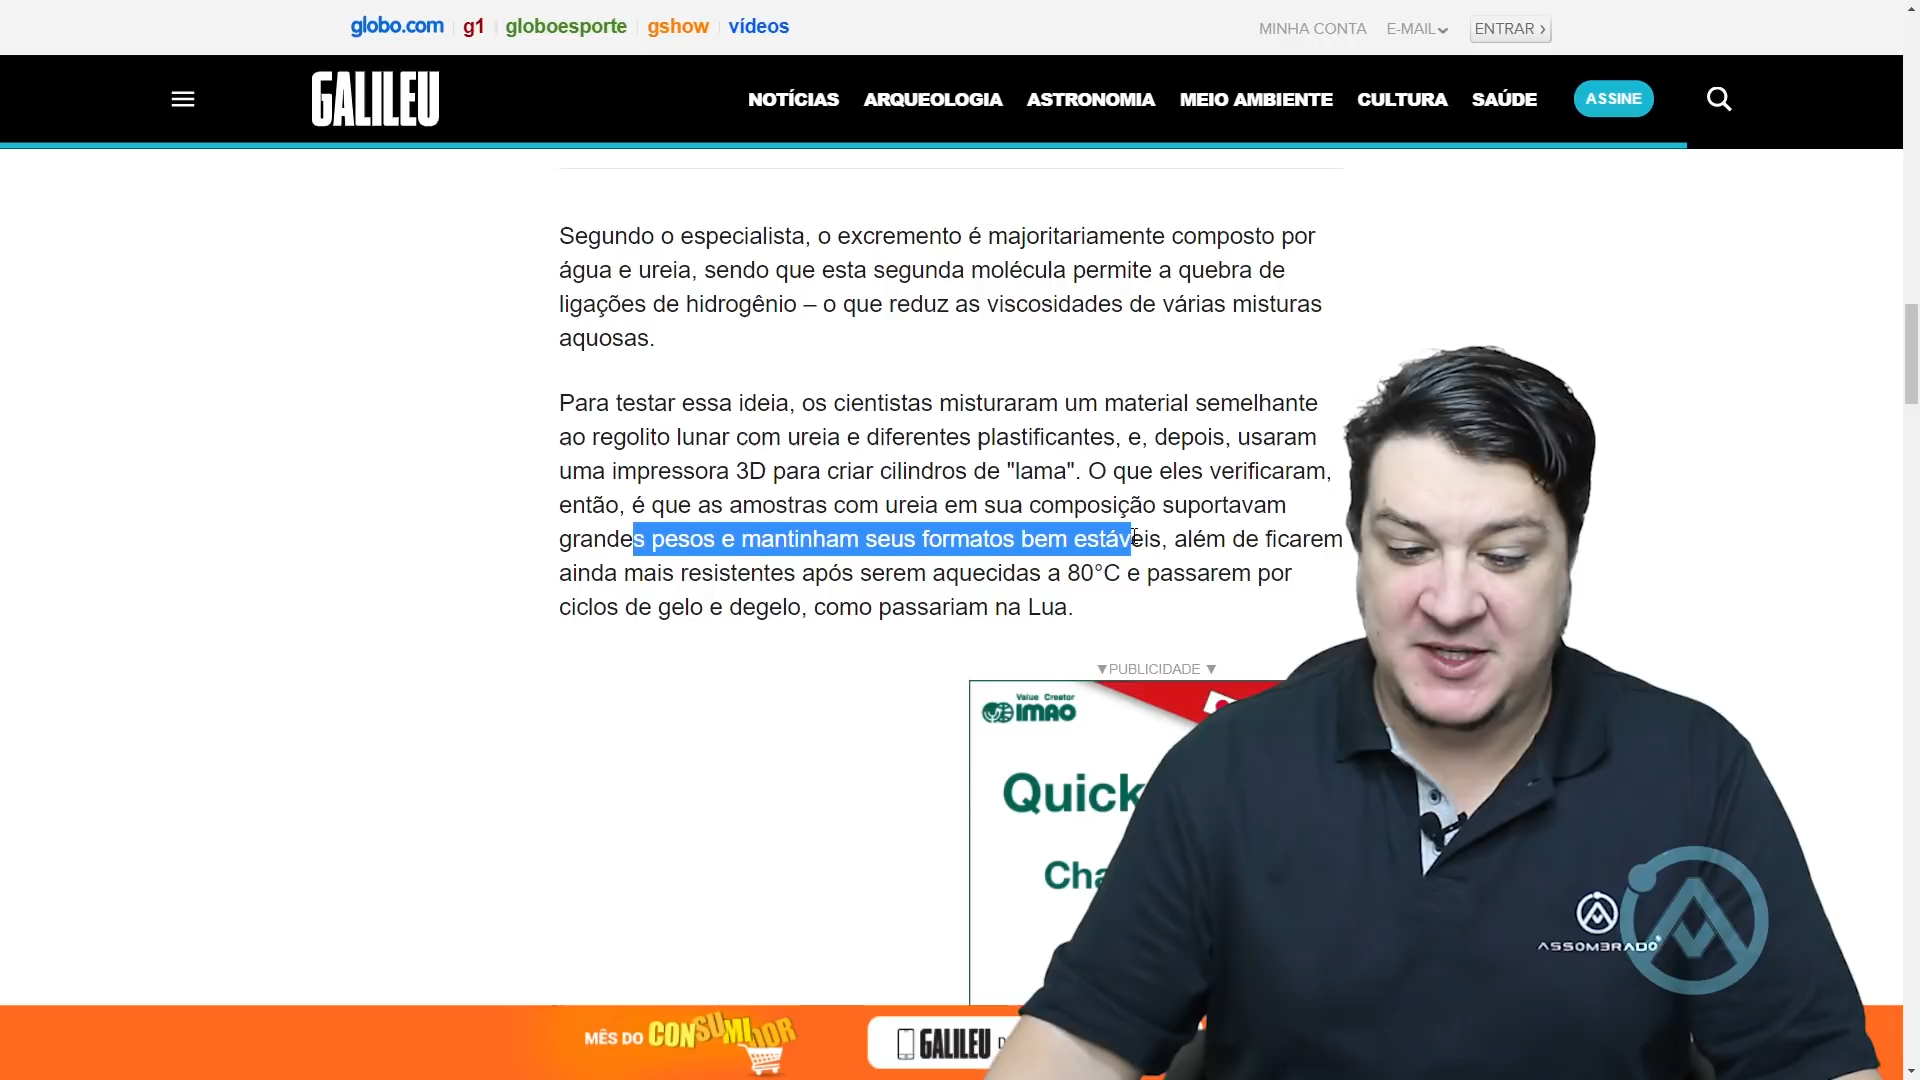 globo.com g1 globoesporte gshow vídeos MINHA CONTA E-MAIL ENTRAR
GALILEU NOTÍCIAS ARQUEOLOGIA ASTRONOMIA MEIO AMBIENTE CULTURA SAÚDE ASSINE
Segundo o especialista, o excremento é majoritariamente composto por
água e ureia, sendo que esta segunda molécula permite a quebra de
ligações de hidrogênio – o que reduz as viscosidades de várias misturas
aquosas.
Para testar essa ideia, os cientistas misturaram um material semelhante
ao regolito lunar com ureia e diferentes plastificantes, e, depois, usaram
uma impressora 3D para criar cilindros de "lama". O que eles verificaram,
então, é que as amostras com ureia em sua composição suportavam
grandes pesos e mantinham seus formatos bem estáveis, além de ficarem
ainda mais resistentes após serem aquecidas a 80°C e passarem por
ciclos de gelo e degelo, como passariam na Lua.
▼PUBLICIDADE ▼
Value Creator
IMAO
Quick
Cha
ASSOM3RADO
MÊS DO CONSUMIDOR
GALILEU D